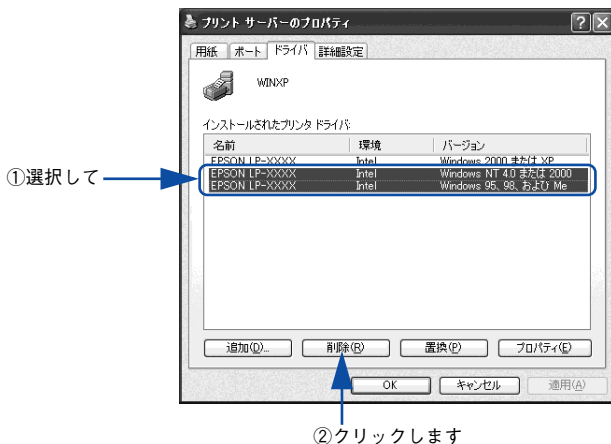 プリント サーバーのプロパティ
用紙 ポート ドライバ 詳細設定
WINXP
インストールされたプリンタ ドライバ:
名前 環境 バージョン
EPSON LP-XXXX Intel Windows 2000 または XP
①選択して
EPSON LP-XXXX Intel Windows NT 4.0 または 2000
EPSON LP-XXXX Intel Windows 95、98、および Me
追加(D)... 削除(R) 置換(P) プロパティ(E)
OK キャンセル 適用(A)
②クリックします